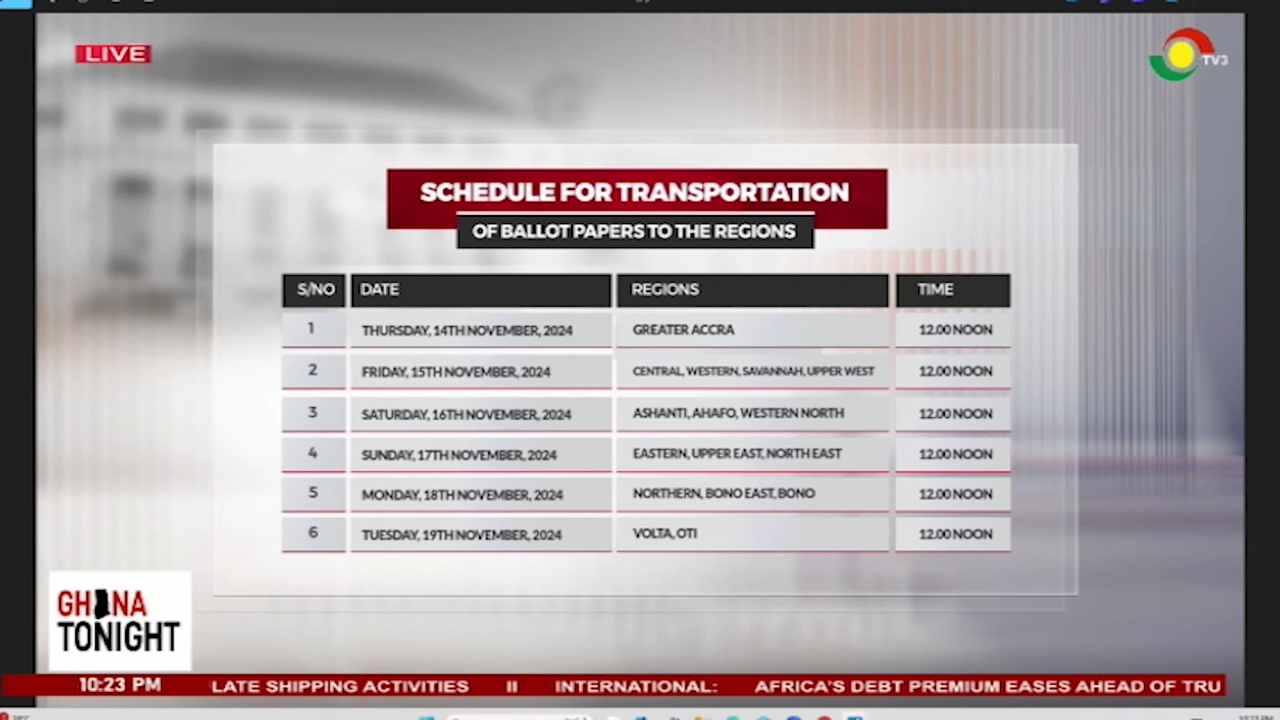 LIVE
TV3
SCHEDULE FOR TRANSPORTATION
OF BALLOT PAPERS TO THE REGIONS
S/NO DATE REGIONS TIME
1 THURSDAY, 14TH NOVEMBER, 2024 GREATER ACCRA 12.00 NOON
2 FRIDAY, 15TH NOVEMBER, 2024 CENTRAL, WESTERN, SAVANNAH, UPPER WEST 12.00 NOON
3 SATURDAY, 16TH NOVEMBER, 2024 ASHANTI, AHAFO, WESTERN NORTH 12.00 NOON
4 SUNDAY, 17TH NOVEMBER, 2024 EASTERN, UPPER EAST, NORTH EAST 12.00 NOON
5 MONDAY, 18TH NOVEMBER, 2024 NORTHERN, BONO EAST, BONO 12.00 NOON
6 TUESDAY, 19TH NOVEMBER, 2024 VOLTA, OTI 12.00 NOON
GHANA
TONIGHT
10:23 PM LATE SHIPPING ACTIVITIES II INTERNATIONAL: AFRICA'S DEBT PREMIUM EASES AHEAD OF TRU